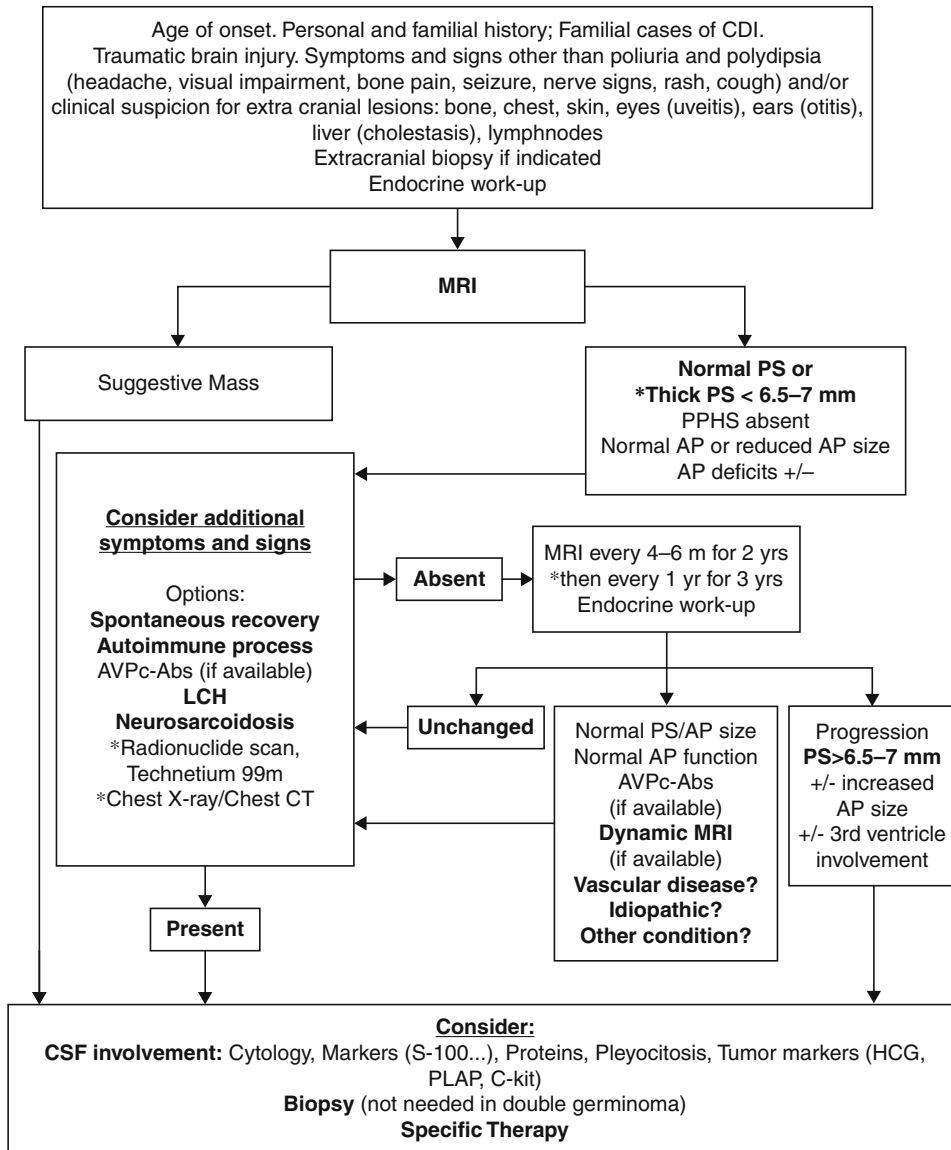 Age of onset. Personal and familial history; Familial cases of CDI.
Traumatic brain injury. Symptoms and signs other than poliuria and polydipsia
(headache, visual impairment, bone pain, seizure, nerve signs, rash, cough) and/or
clinical suspicion for extra cranial lesions: bone, chest, skin, eyes (uveitis), ears (otitis),
liver (cholestasis), lymphnodes
Extracranial biopsy if indicated
Endocrine work-up
MRI
Suggestive Mass
Normal PS or
*Thick PS < 6.5–7 mm
PPHS absent
Normal AP or reduced AP size
AP deficits +/–
Consider additional
symptoms and signs
Options:
Spontaneous recovery
Autoimmune process
AVPc-Abs (if available)
LCH
Neurosarcoidosis
*Radionuclide scan,
Technetium 99m
*Chest X-ray/Chest CT
Absent
MRI every 4–6 m for 2 yrs
*then every 1 yr for 3 yrs
Endocrine work-up
Unchanged
Normal PS/AP size
Normal AP function
AVPc-Abs
(if available)
Dynamic MRI
(if available)
Vascular disease?
Idiopathic?
Other condition?
Progression
PS>6.5–7 mm
+/- increased
AP size
+/- 3rd ventricle
involvement
Present
Consider:
CSF involvement: Cytology, Markers (S-100...), Proteins, Pleyocitosis, Tumor markers (HCG,
PLAP, C-kit)
Biopsy (not needed in double germinoma)
Specific Therapy